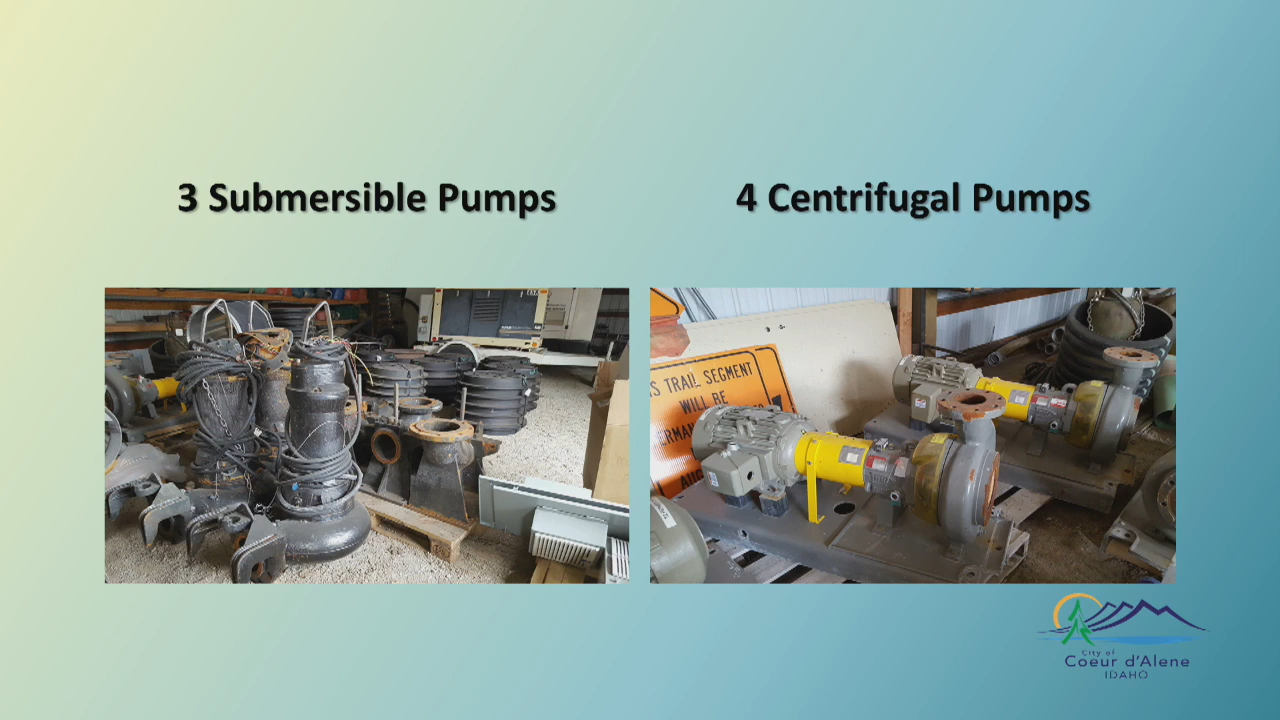 3 Submersible Pumps
4 Centrifugal Pumps
TRAIL SEGMENT
WILL BE
City of
Coeur d'Alene
IDAHO